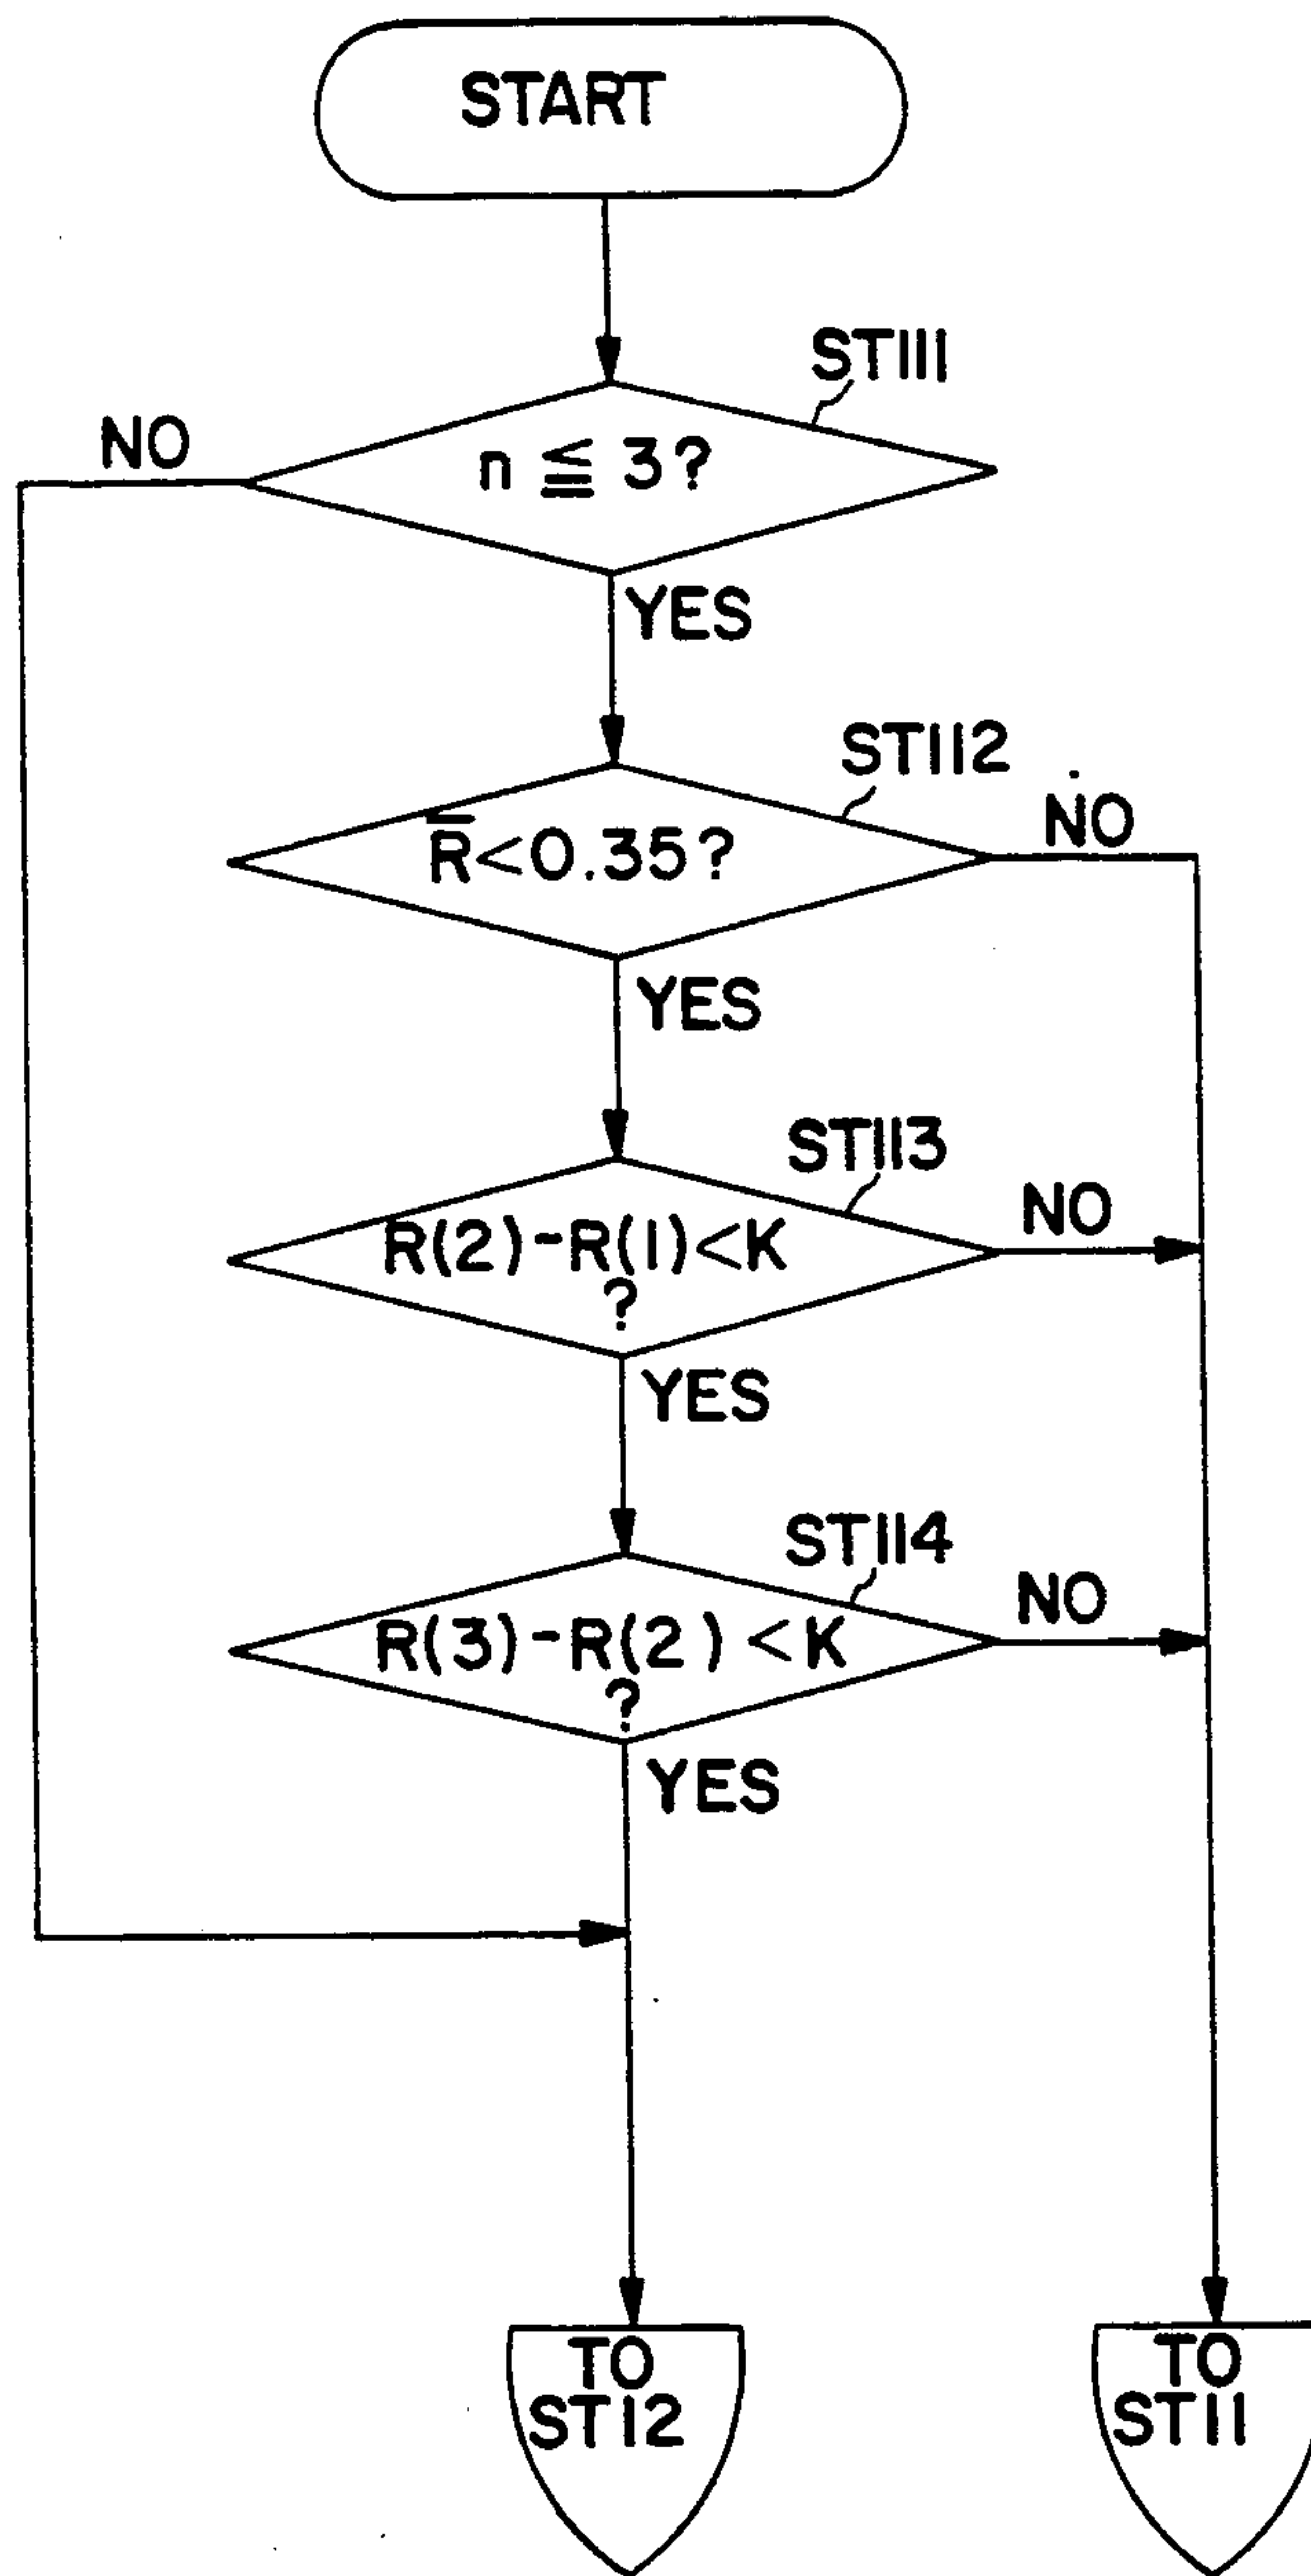 START
ST111
NO
n ≦ 3?
YES
ST112
NO
R̅<0.35?
YES
ST113
NO
R(2)-R(1)<K
?
YES
ST114
NO
R(3)-R(2)<K
?
YES
TO
ST12
TO
ST11